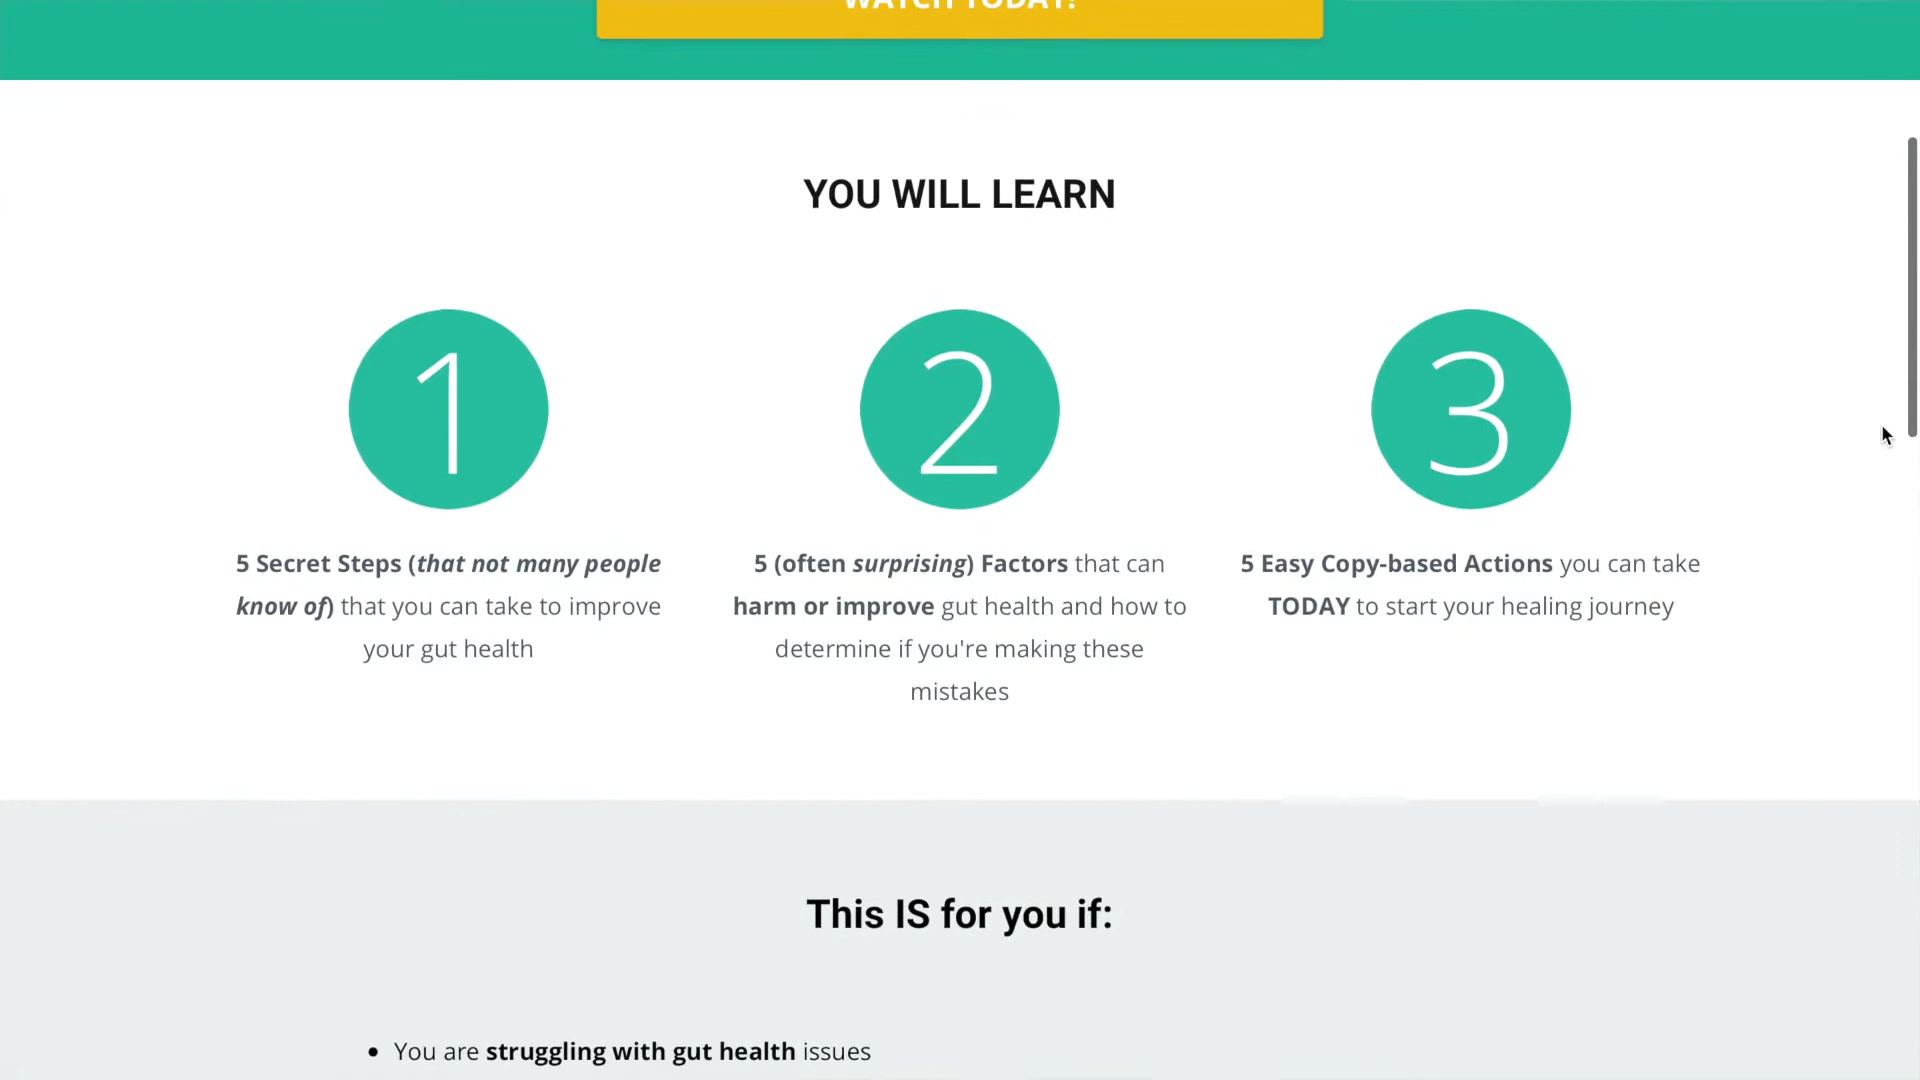 WATCH TODAY!
YOU WILL LEARN
1
2
3
5 Secret Steps (that not many people
know of) that you can take to improve
your gut health
5 (often surprising) Factors that can
harm or improve gut health and how to
determine if you're making these
mistakes
5 Easy Copy-based Actions you can take
TODAY to start your healing journey
This IS for you if:
• You are struggling with gut health issues